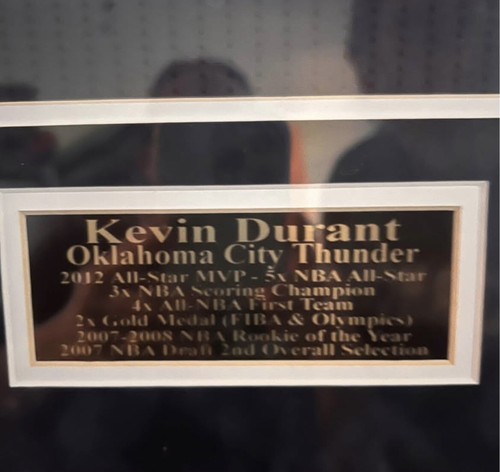 Kevin Durant
Oklahoma City Thunder
2012 All-Star MVP - 5x NBA All-Star
3x NBA Scoring Champion
4x All-NBA First Team
2x Gold Medal (FIBA & Olympics)
2007-2008 NBA Rookie of the Year
2007 NBA Draft 2nd Overall Selection